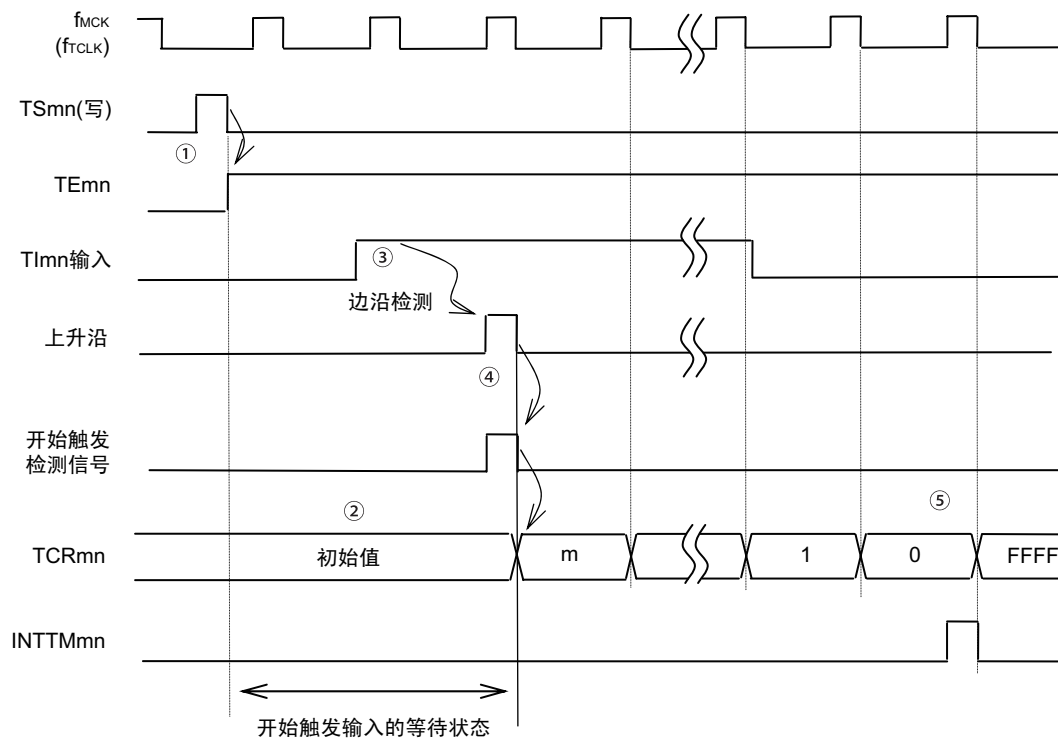 fMCK
(fTCLK)
TSmn(写)
①
TEmn
TImn输入
③
边沿检测
上升沿
④
开始触发
检测信号
②
⑤
TCRmn
初始值
m
1
0
FFFF
INTTMmn
开始触发输入的等待状态